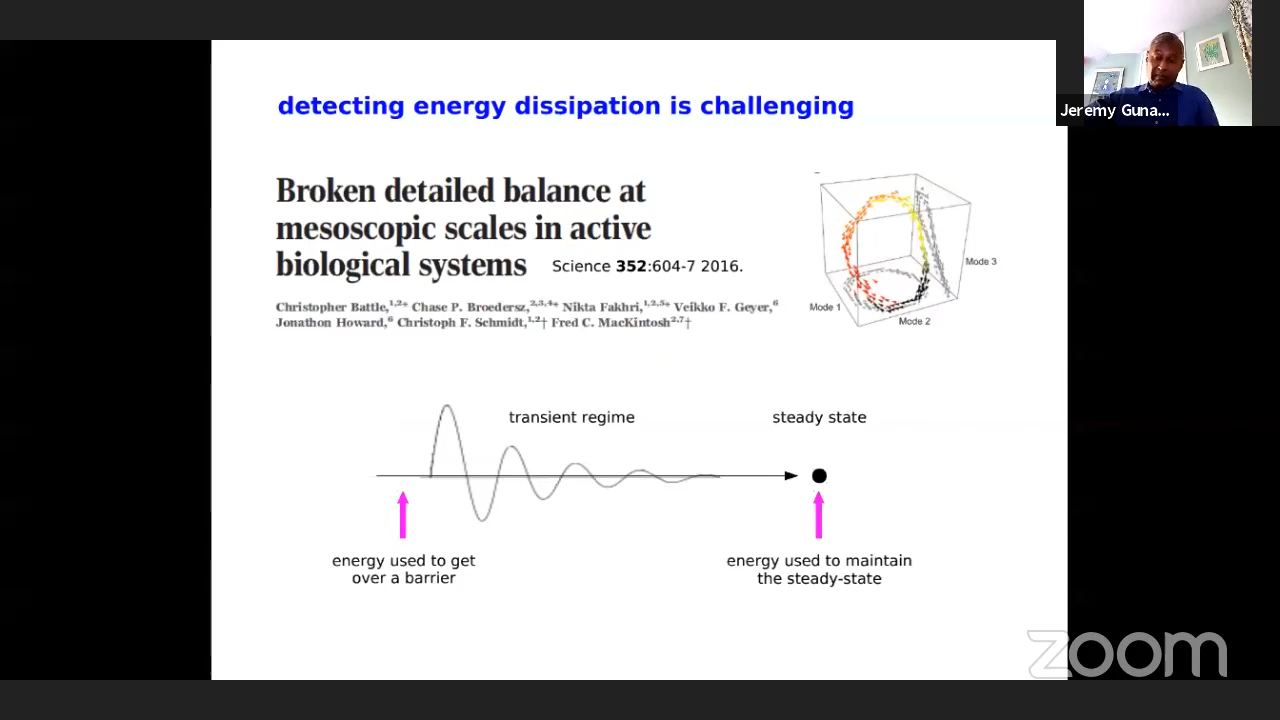 detecting energy dissipation is challenging
Jeremy Guna...
Broken detailed balance at
mesoscopic scales in active
biological systems Science 352:604-7 2016.
Christopher Battle,1,2* Chase P. Broedersz,2,3,4* Nikta Fakhri,1,2,5* Veikko F. Geyer,6
Jonathon Howard,6 Christoph F. Schmidt,1,2† Fred C. MacKintosh2,7†
Mode 3
Mode 1
Mode 2
transient regime
steady state
energy used to get
over a barrier
energy used to maintain
the steady-state
zoom